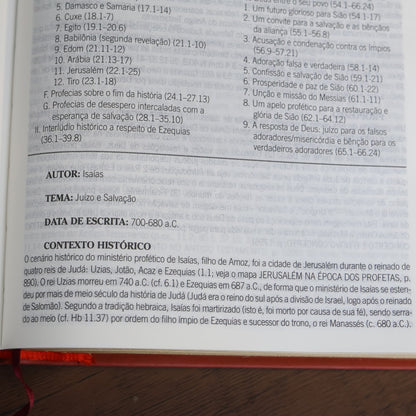 5. Damasco e Samaria (17.1-14)
6. Cuxe (18.1-7)
7. Egito (19.1–20.6)
8. Babilônia (segunda revelação) (21.1-10)
9. Edom (21.11-12)
10. Arábia (21.13-17)
11. Jerusalém (22.1-25)
12. Tiro (23.1-18)
F. Profecias sobre o fim da história (24.1–27.13)
G. Profecias de desespero intercaladas com a
esperança de salvação (28.1–35.10)
II. Interlúdio histórico a respeito de Ezequias
(36.1–39.8)
seu povo (54.1–66.24)
1. Um futuro glorioso para Sião (54.1-17)
2. Um convite para a salvação e as bênçãos
da aliança (55.1–56.8)
3. Acusação e condenação contra os ímpios
(56.9–57.21)
4. Adoração falsa e verdadeira (58.1-14)
5. Confissão e salvação de Sião (59.1-21)
6. Prosperidade e paz de Sião (60.1-22)
7. Unção e missão do Messias (61.1-11)
8. Um apelo profético para a restauração e
glória de Sião (62.1–64.12)
9. A resposta de Deus: juízo para os falsos
adoradores/misericórdia e bênção para os
verdadeiros adoradores (65.1—66.24)
AUTOR: Isaías
TEMA: Juízo e Salvação
DATA DE ESCRITA: 700-680 a.C.
CONTEXTO HISTÓRICO
O cenário histórico do ministério profético de Isaías, filho de Amoz, foi a cidade de Jerusalém durante o reinado de
quatro reis de Judá: Uzias, Jotão, Acaz e Ezequias (1.1; veja o mapa JERUSALÉM NA ÉPOCA DOS PROFETAS, p.
890). O rei Uzias morreu em 740 a.C. (cf. 6.1) e Ezequias em 687 a.C., de forma que o ministério de Isaías se esten-
deu por mais de meio século da história de Judá (Judá era o reino do sul após a divisão de Israel, logo após o reinado
de Salomão). Segundo a tradição hebraica, Isaías foi martirizado (isto é, foi morto por causa de sua fé), sendo serra-
do ao meio (cf. Hb 11.37) por ordem do filho ímpio de Ezequias e sucessor do trono, o rei Manassés (c. 680 a.C.).